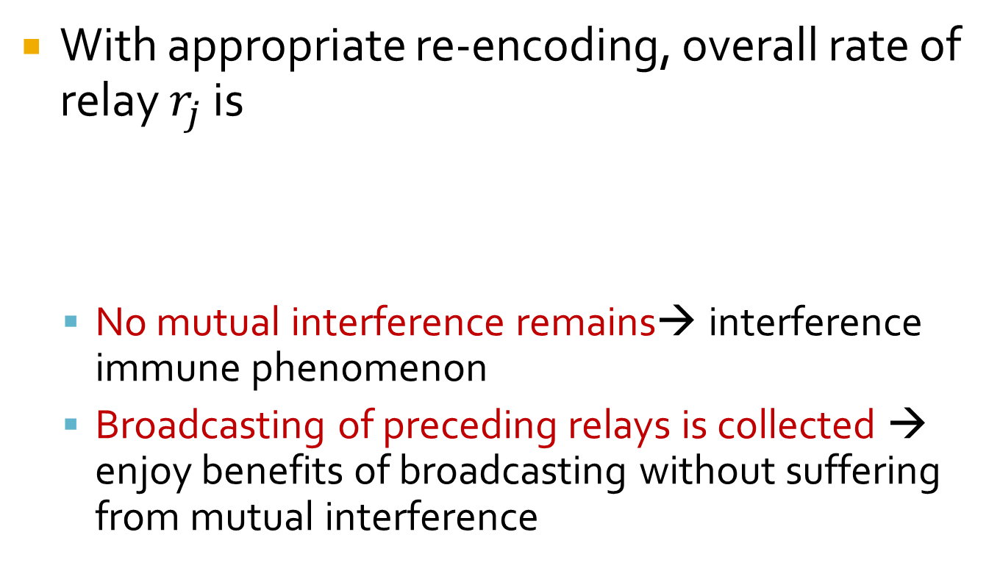 ▪ With appropriate re-encoding, overall rate of
relay $r_j$ is
▪ No mutual interference remains→ interference
immune phenomenon
▪ Broadcasting of preceding relays is collected →
enjoy benefits of broadcasting without suffering
from mutual interference